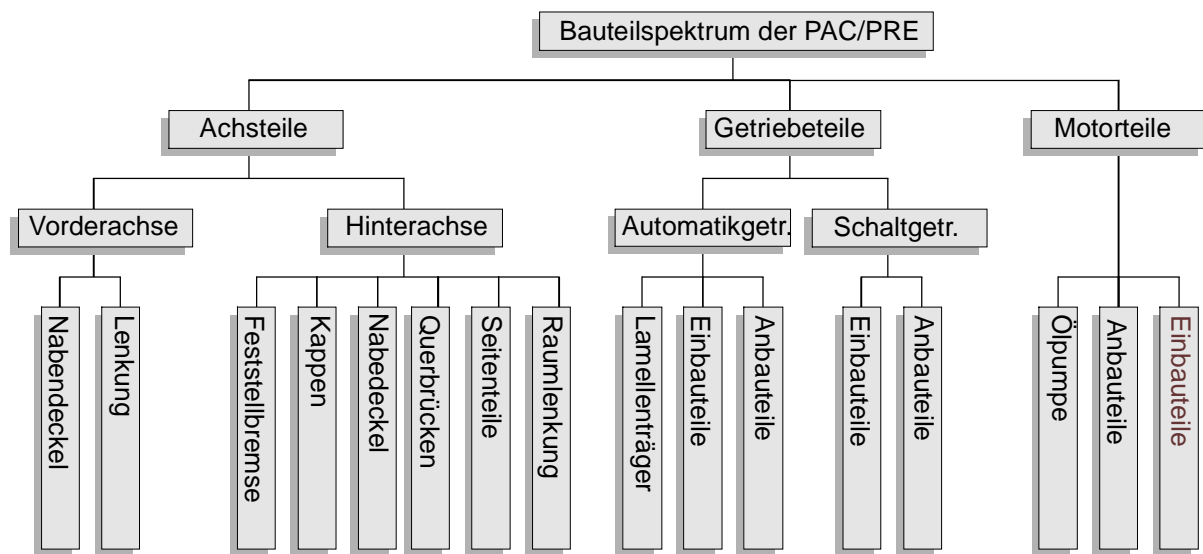 Bauteilspektrum der PAC/PRE
Achsteile
Getriebeteile
Motorteile
Vorderachse
Hinterachse
Automatikgetr.
Schaltgetr.
Nabendeckel
Lenkung
Feststellbremse
Kappen
Nabedeckel
Querbrücken
Seitenteile
Raumlenkung
Lamellenträger
Einbauteile
Anbauteile
Einbauteile
Anbauteile
Ölpumpe
Anbauteile
Einbauteile